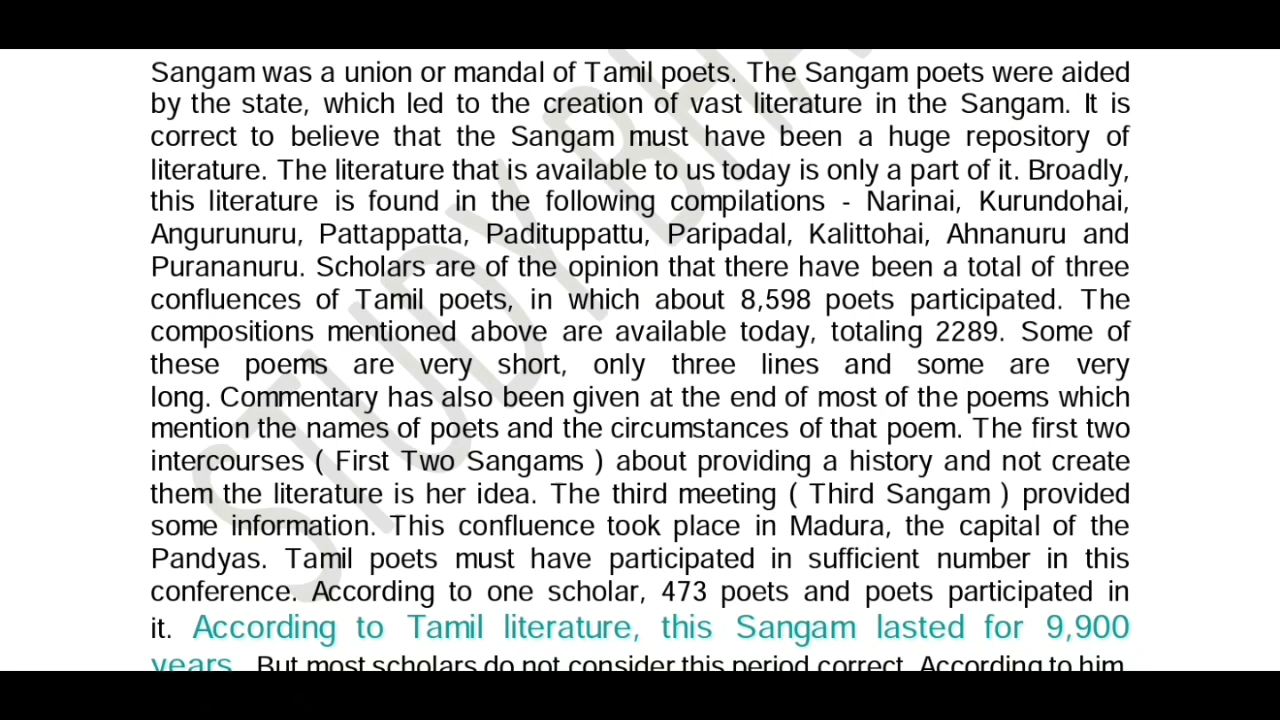 Sangam was a union or mandal of Tamil poets. The Sangam poets were aided
by the state, which led to the creation of vast literature in the Sangam. It is
correct to believe that the Sangam must have been a huge repository of
literature. The literature that is available to us today is only a part of it. Broadly,
this literature is found in the following compilations - Narinai, Kurundohai,
Angurunuru, Pattappatta, Padituppattu, Paripadal, Kalittohai, Ahnanuru and
Purananuru. Scholars are of the opinion that there have been a total of three
confluences of Tamil poets, in which about 8,598 poets participated. The
compositions mentioned above are available today, totaling 2289. Some of
these poems are very short, only three lines and some are very
long. Commentary has also been given at the end of most of the poems which
mention the names of poets and the circumstances of that poem. The first two
intercourses ( First Two Sangams ) about providing a history and not create
them the literature is her idea. The third meeting ( Third Sangam ) provided
some information. This confluence took place in Madura, the capital of the
Pandyas. Tamil poets must have participated in sufficient number in this
conference. According to one scholar, 473 poets and poets participated in
it. According to Tamil literature, this Sangam lasted for 9,900
years. But most scholars do not consider this period correct. According to him,
STUDY BHA